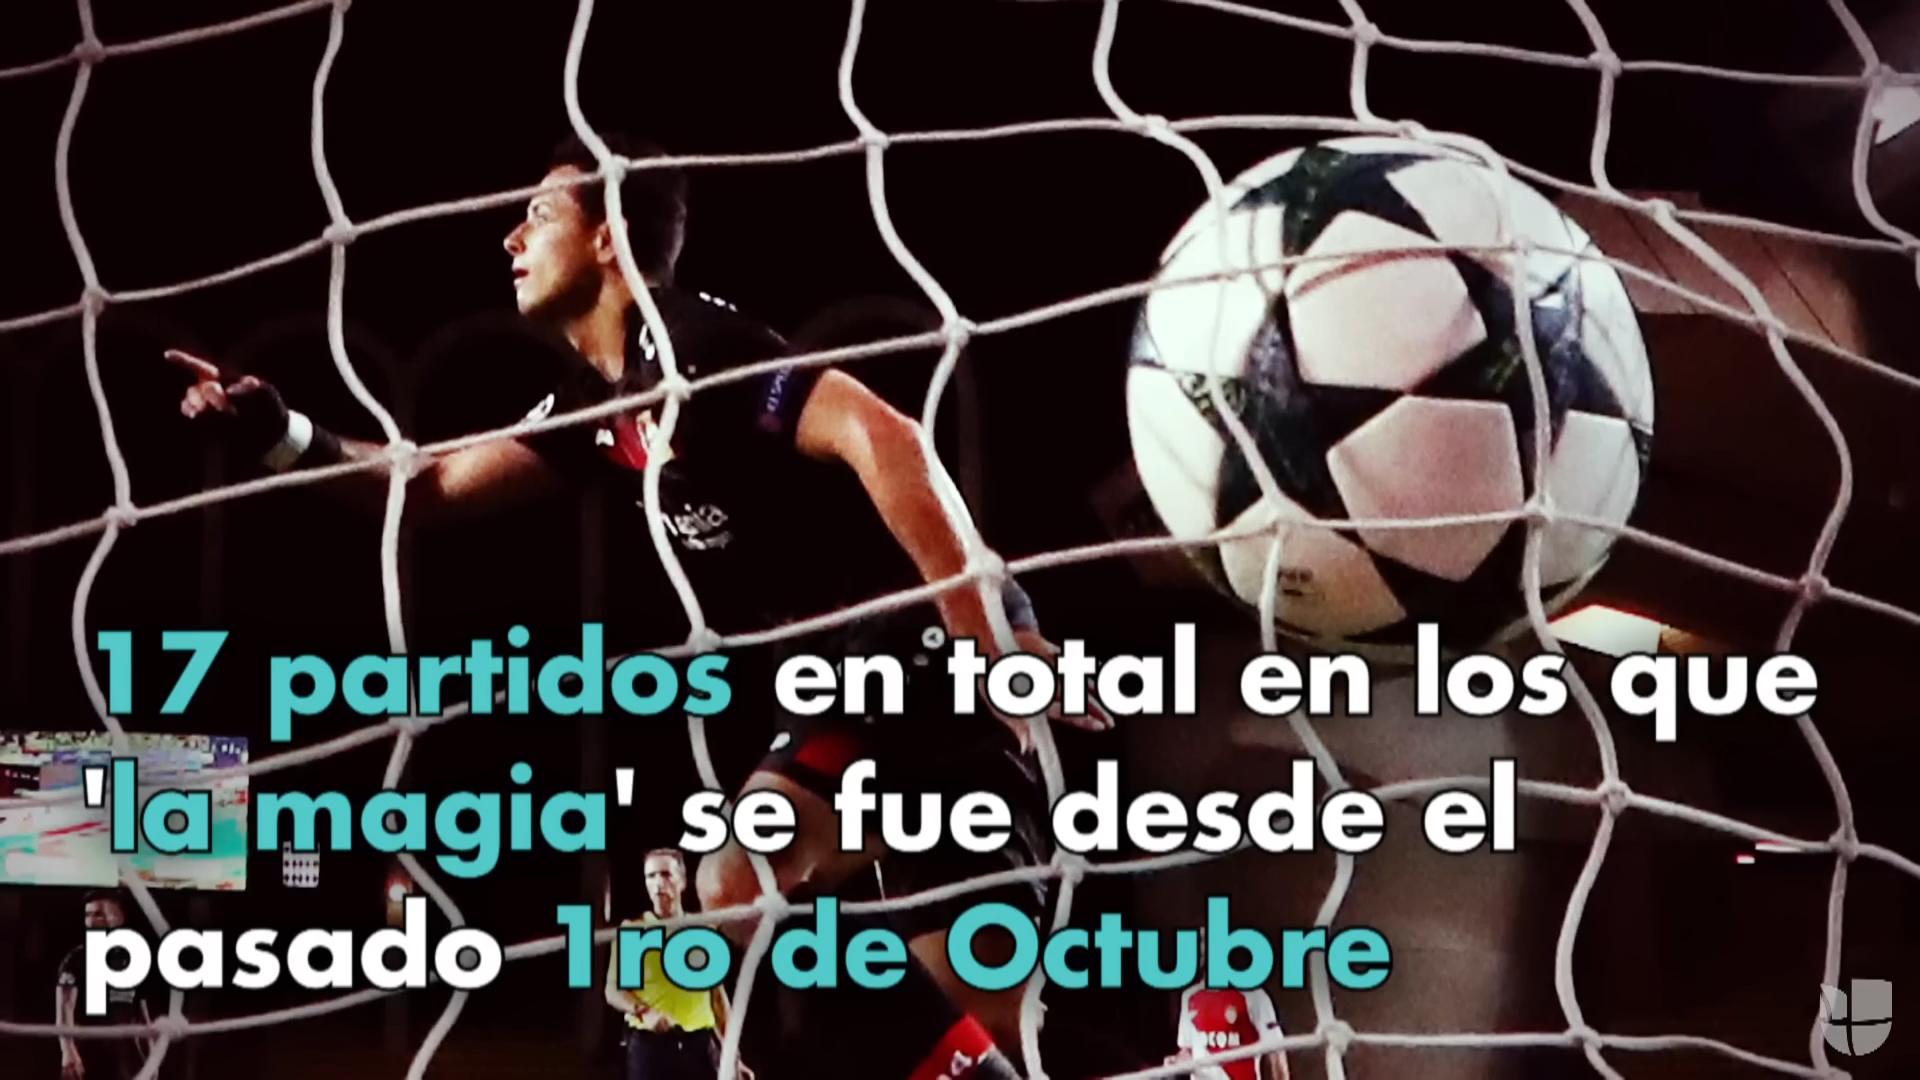 17 partidos en total en los que
'la magia' se fue desde el
pasado 1ro de Octubre